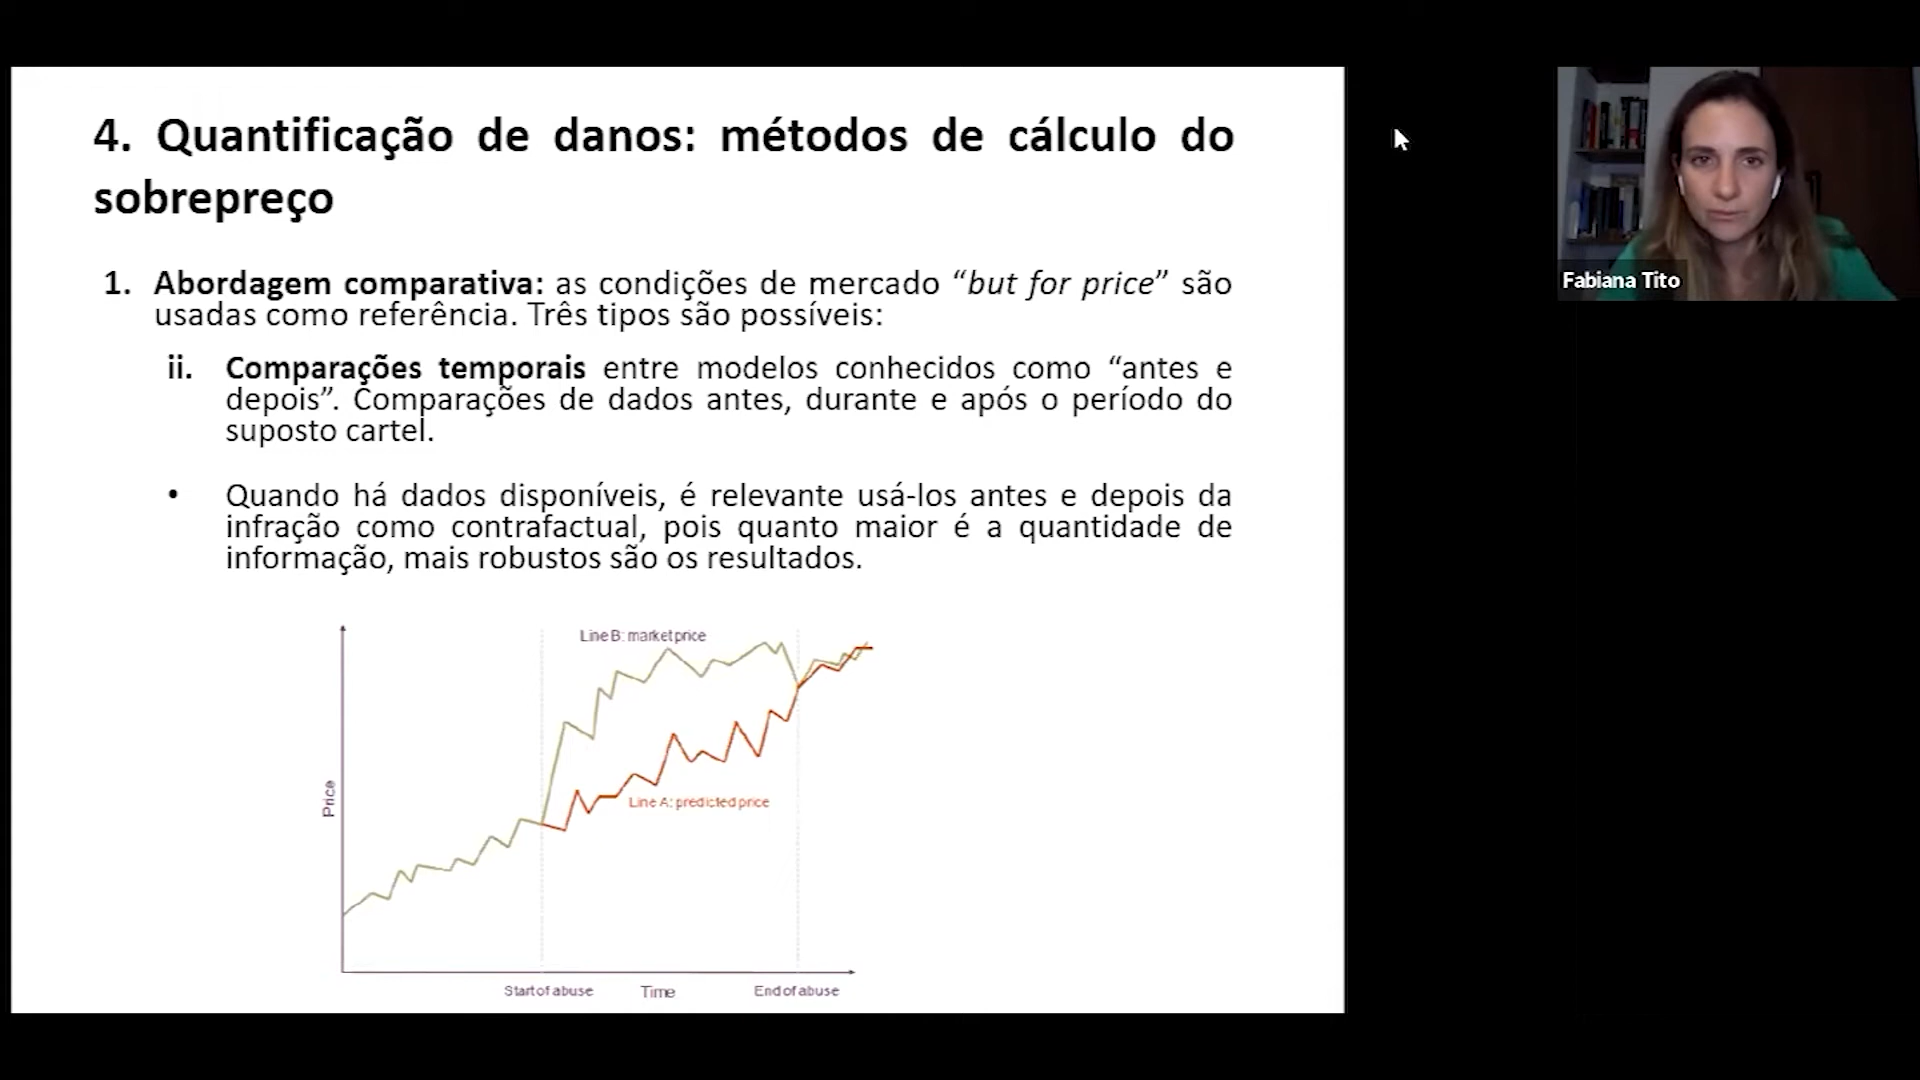 4. Quantificação de danos: métodos de cálculo do
sobrepreço
1. Abordagem comparativa: as condições de mercado “but for price” são
usadas como referência. Três tipos são possíveis:
ii. Comparações temporais entre modelos conhecidos como “antes e
depois”. Comparações de dados antes, durante e após o período do
suposto cartel.
• Quando há dados disponíveis, é relevante usá-los antes e depois da
infração como contrafactual, pois quanto maior é a quantidade de
informação, mais robustos são os resultados.
Line B: market price
Price
Line A: predicted price
Start of abuse
Time
End of abuse
Fabiana Tito